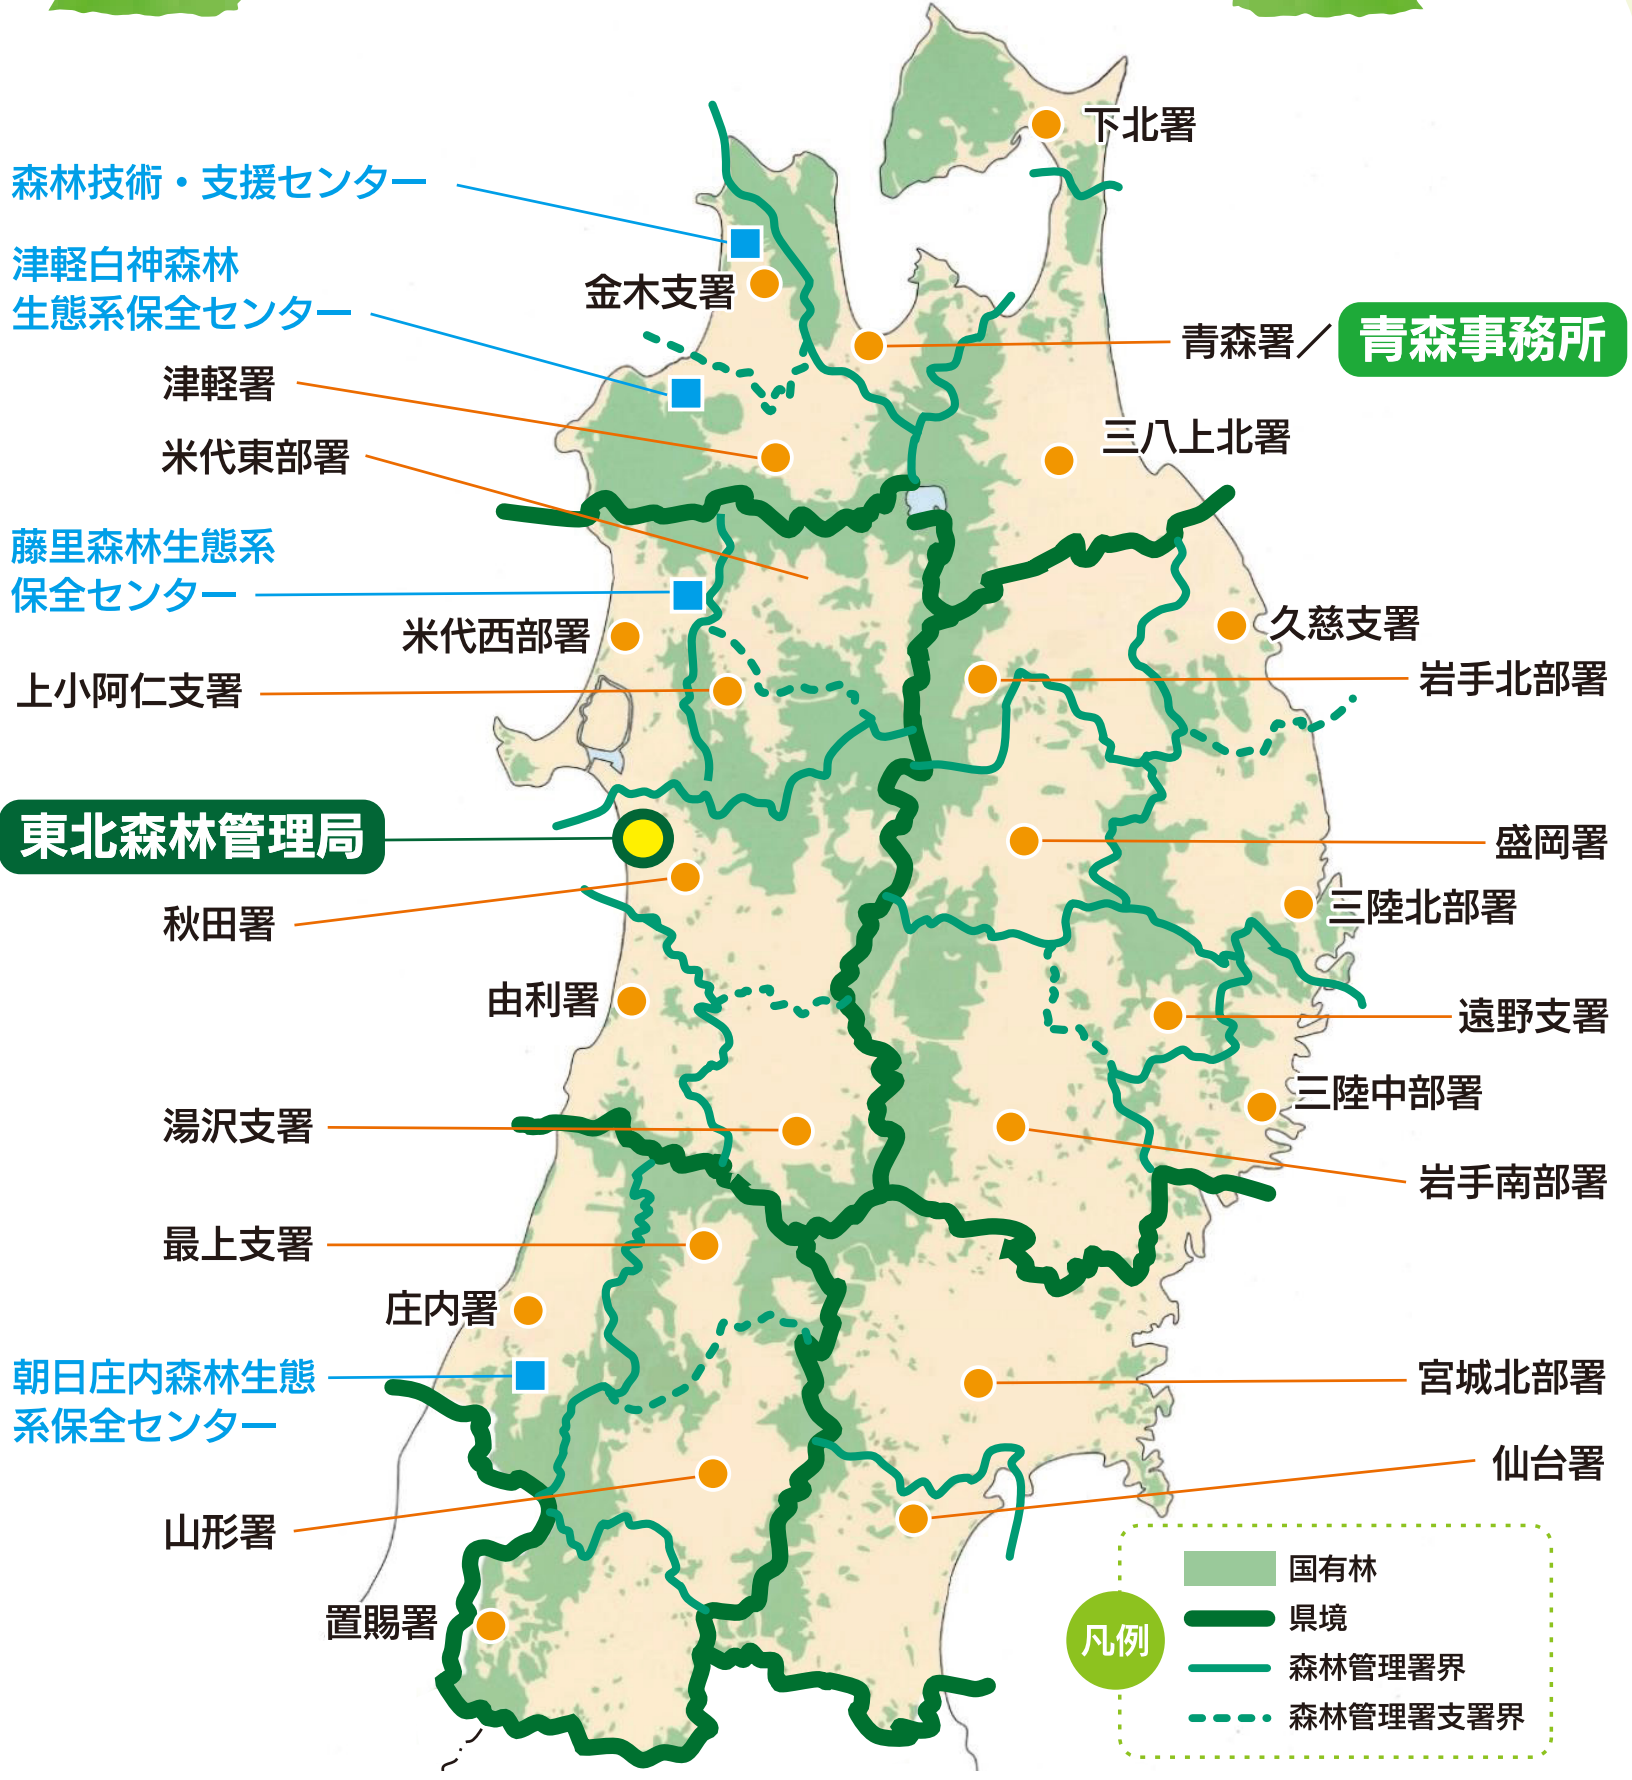 下北署
森林技術・支援センター
津軽白神森林
生態系保全センター
金木支署
青森署／青森事務所
津軽署
三八上北署
米代東部署
藤里森林生態系
保全センター
久慈支署
米代西部署
岩手北部署
上小阿仁支署
東北森林管理局
盛岡署
三陸北部署
秋田署
由利署
遠野支署
三陸中部署
湯沢支署
岩手南部署
最上支署
庄内署
朝日庄内森林生態
系保全センター
宮城北部署
仙台署
山形署
置賜署
凡例
国有林
県境
森林管理署界
森林管理署支署界